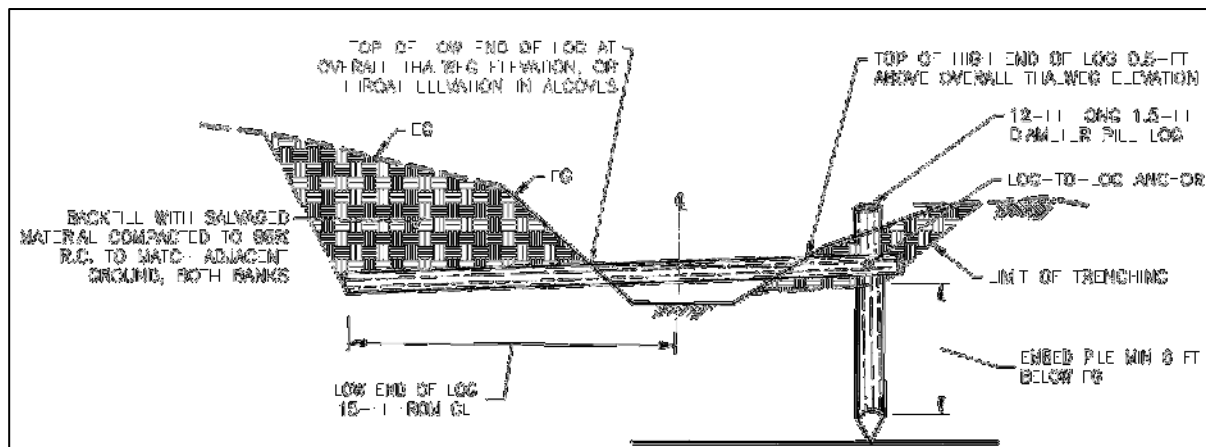 TOP OF LOW END OF LOG AT
OVERALL THALWEG ELEVATION, OR
THROAT ELEVATION IN ALCOVES
TOP OF HIGH END OF LOG 0.5-FT
ABOVE OVERALL THALWEG ELEVATION
12-FT LONG 1.5-FT
DIAMETER PILE LOG
EG
FG
℄
LOG-TO-LOG ANCHOR
BACKFILL WITH SALVAGED
MATERIAL COMPACTED TO
R.C. TO MATCH ADJACENT
GROUND, BOTH BANKS
LIMIT OF TRENCHING
EMBED PILE MIN FT
BELOW FG
LOW END OF LOG
15-FT FROM CL